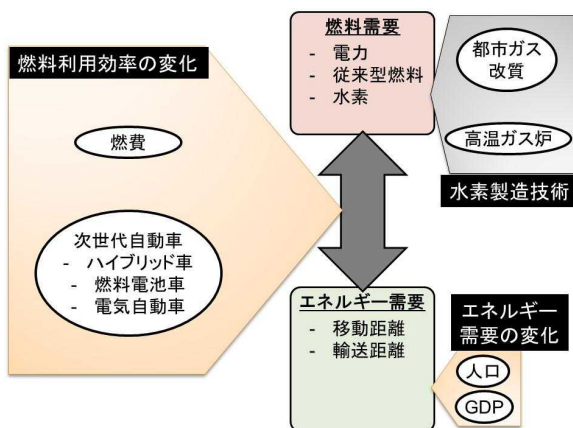 燃料利用効率の変化
燃費
次世代自動車
- ハイブリッド車
- 燃料電池車
- 電気自動車
燃料需要
- 電力
- 従来型燃料
- 水素
都市ガス
改質
高温ガス炉
水素製造技術
エネルギー需要
- 移動距離
- 輸送距離
エネルギー
需要の変化
人口
GDP